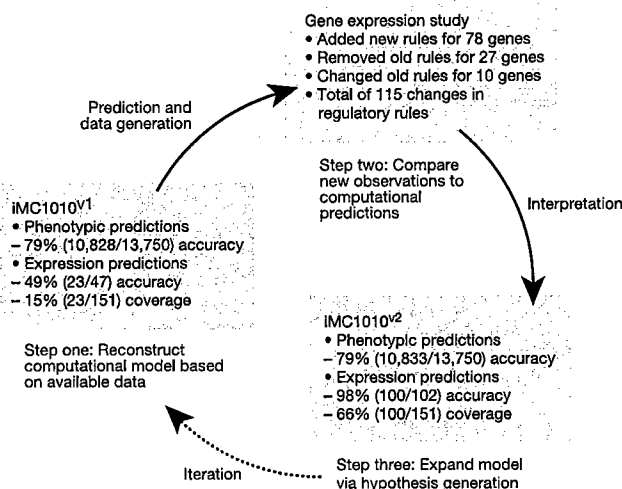 Gene expression study
• Added new rules for 78 genes
• Removed old rules for 27 genes
• Changed old rules for 10 genes
• Total of 115 changes in
regulatory rules
Prediction and
data generation
Step two: Compare
new observations to
computational
predictions
Interpretation
iMC1010v1
• Phenotypic predictions
– 79% (10,828/13,750) accuracy
• Expression predictions
– 49% (23/47) accuracy
– 15% (23/151) coverage
Step one: Reconstruct
computational model based
on available data
iMC1010v2
• Phenotypic predictions
– 79% (10,833/13,750) accuracy
• Expression predictions
– 98% (100/102) accuracy
– 66% (100/151) coverage
Iteration
Step three: Expand model
via hypothesis generation